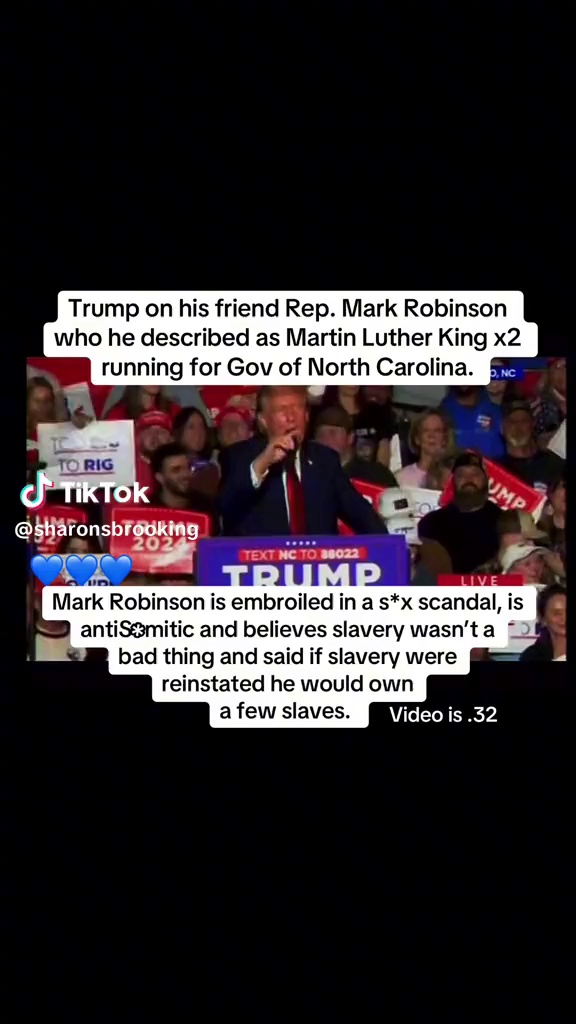 Trump on his friend Rep. Mark Robinson
who he described as Martin Luther King x2
running for Gov of North Carolina.
O, NC
TO RIG
TikTok
@sharonsbrooking
TRUMP
2024
TEXT NC TO 88022
TRUMP
LIVE
Mark Robinson is embroiled in a s*x scandal, is
antiS*mitic and believes slavery wasn't a
bad thing and said if slavery were
reinstated he would own
a few slaves.
Video is .32